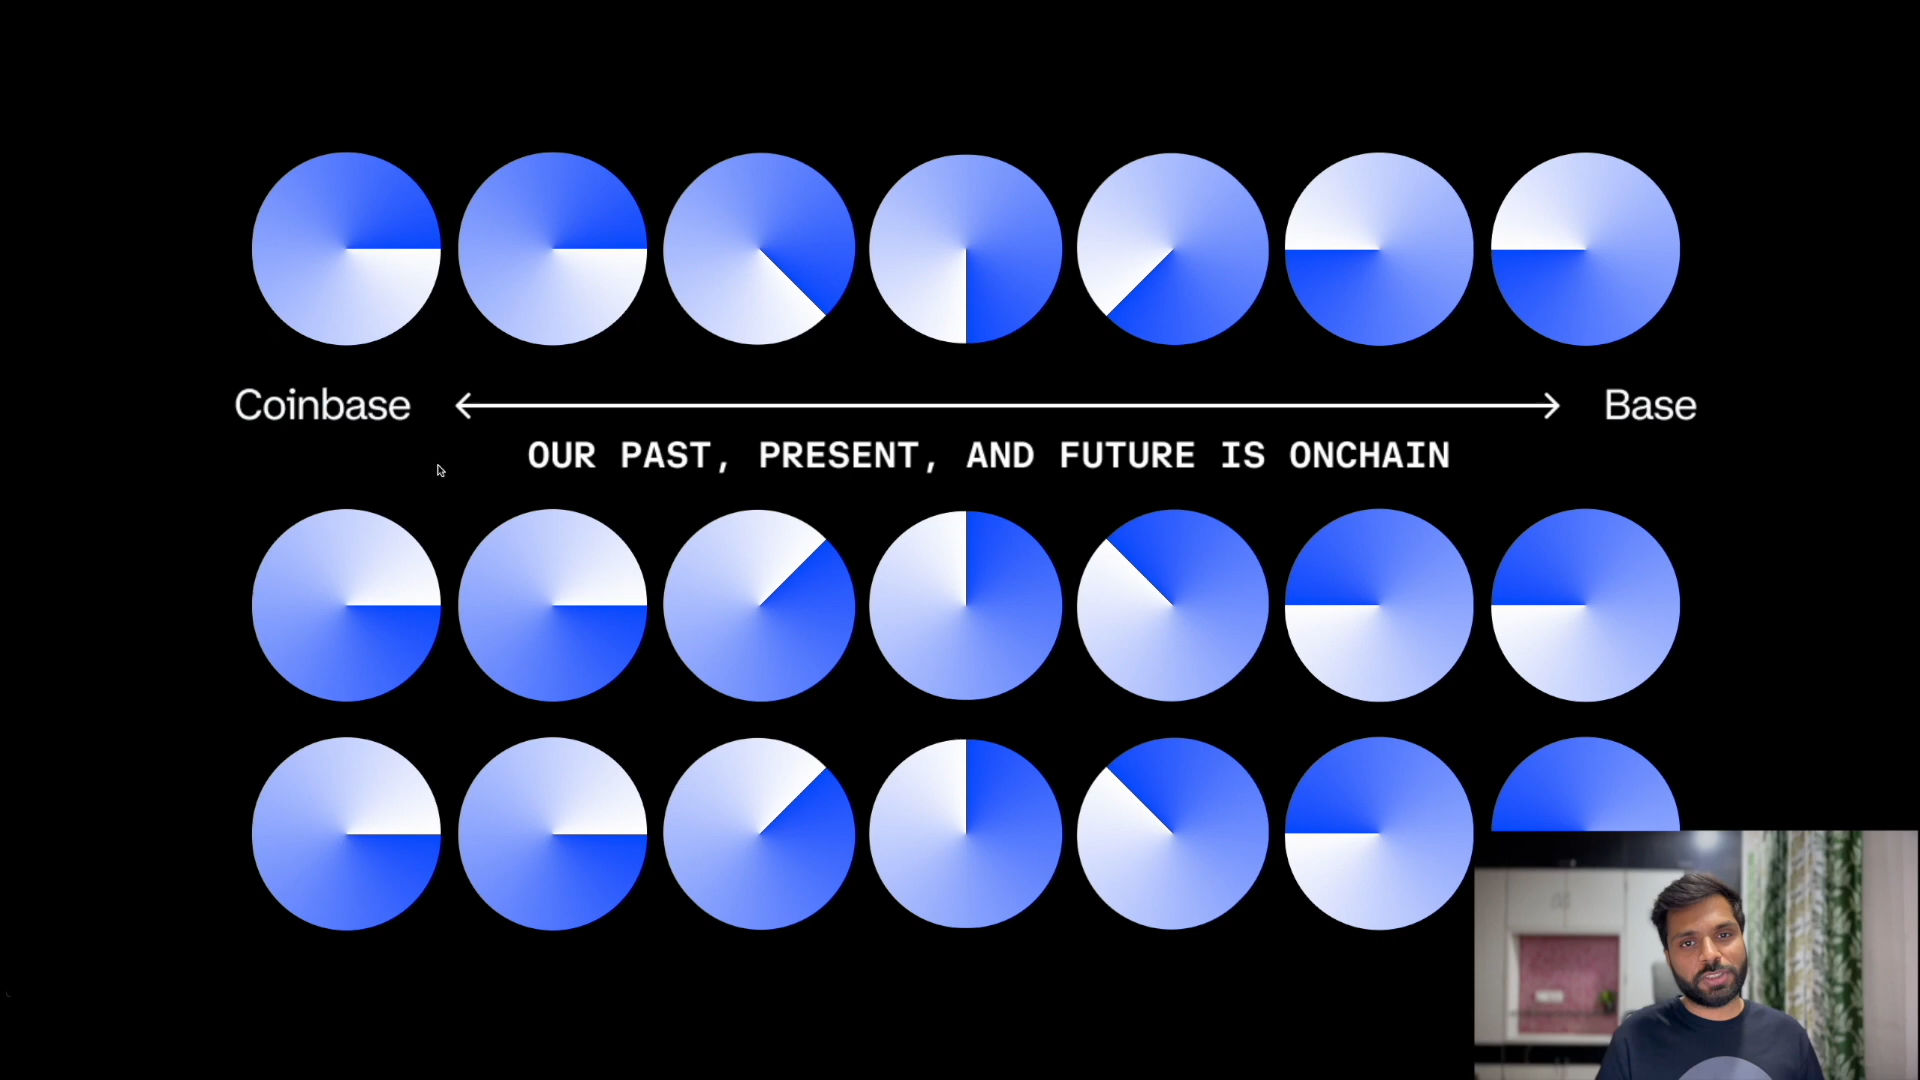 Coinbase Base
OUR PAST, PRESENT, AND FUTURE IS ONCHAIN